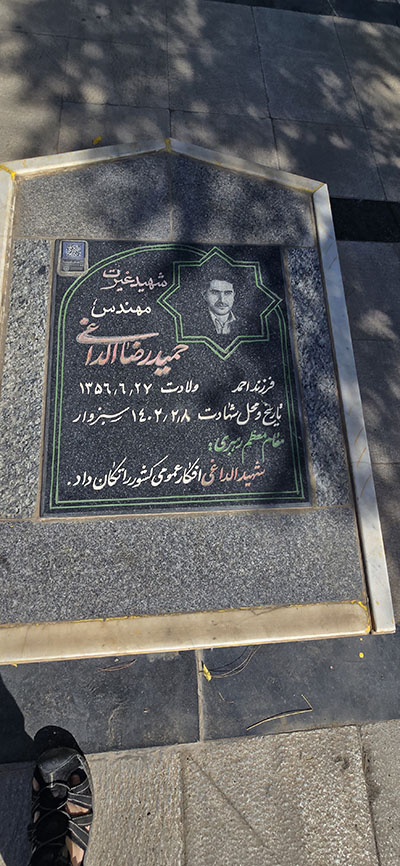 شهید غیرت
مهندس
حمیدرضا الداغی
فرزند احمد ولادت ۱۳۵۶٫۶٫۲۷
تاریخ و محل شهادت ۱۴۰۲٫۲٫۸ سبزوار
مقام معظم رهبری:
شهید الداغی افکار عمومی کشور را تکان داد.